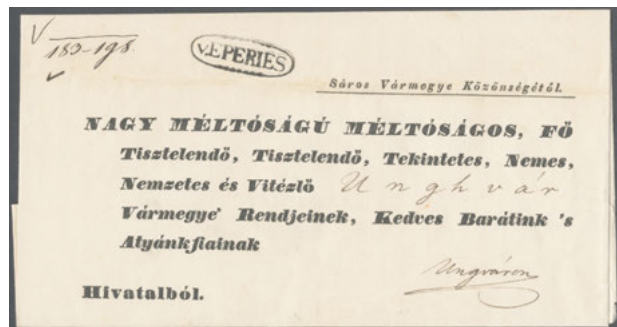 189-198.
v. EPERIES
Sáros Vármegye Közönségétől.
NAGY MÉLTÓSÁGÚ MÉLTÓSÁGOS, FŐ
Tisztelendő, Tisztelendő, Tekintetes, Nemes,
Nemzetes és Vitézlő Unghvár
Vármegye' Rendjeinek, Kedves Barátink 's
Atyánkfiainak
Ungváron
Hivatalból.